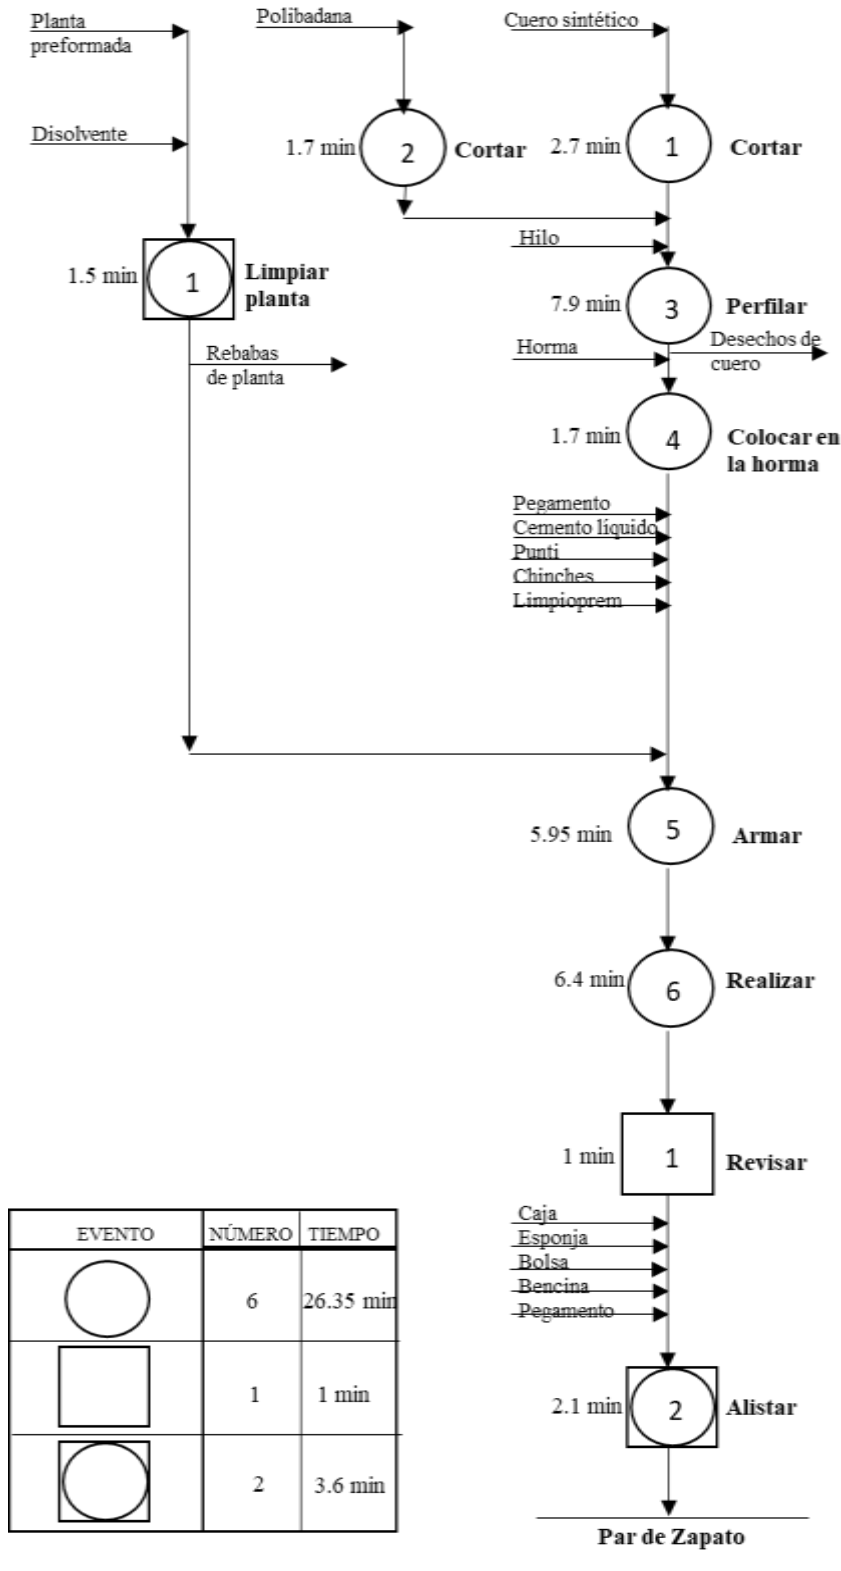 Planta
preformada
Polibadana
Cuero sintético
Disolvente
1.7 min
2
Cortar
2.7 min
1
Cortar
Hilo
1.5 min
1
Limpiar
planta
7.9 min
3
Perfilar
Rebabas
de planta
Horma
Desechos de
cuero
1.7 min
4
Colocar en
la horma
Pegamento
Cemento líquido
Punti
Chinches
Limpioprem
5.95 min
5
Armar
6.4 min
6
Realizar
1 min
1
Revisar
Caja
Esponja
Bolsa
Bencina
Pegamento
2.1 min
2
Alistar
Par de Zapato
EVENTO NÚMERO TIEMPO
6 26.35 min
1 1 min
2 3.6 min